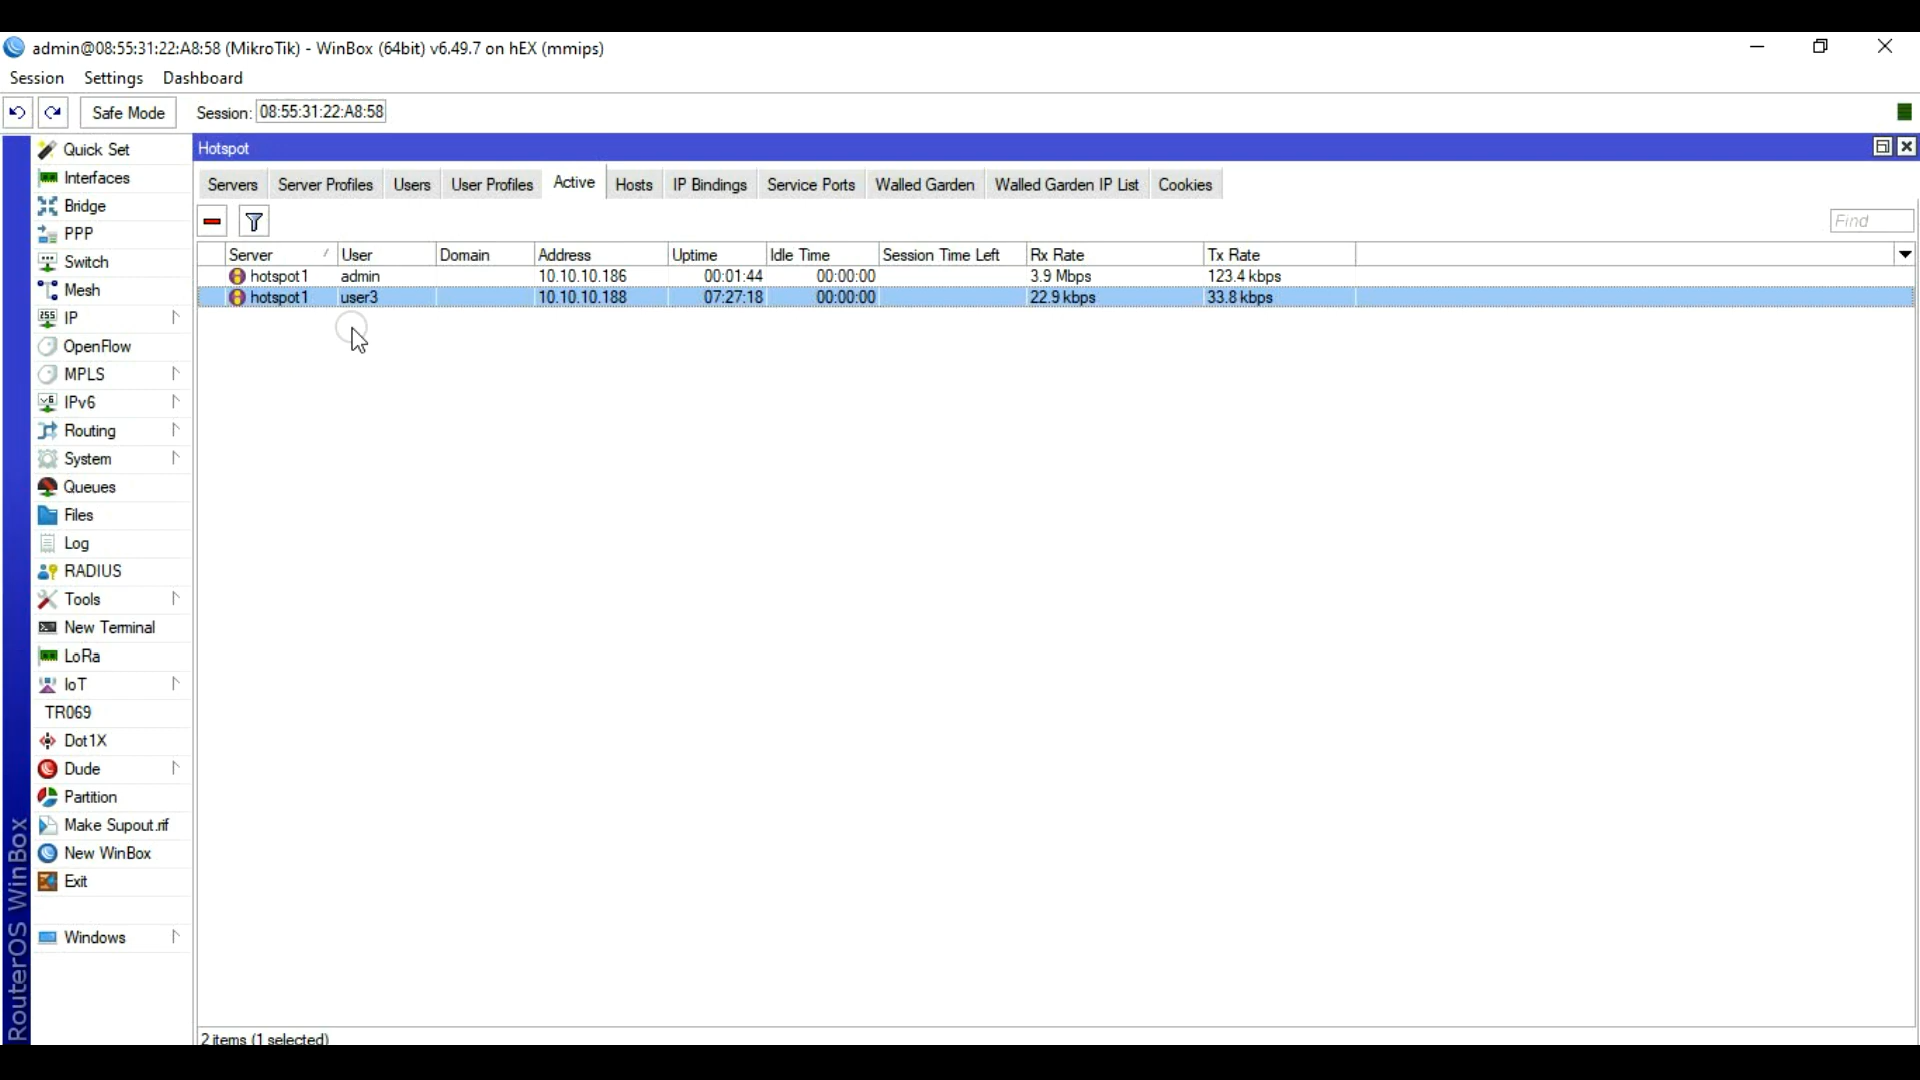 admin@08:55:31:22:A8:58 (MikroTik) - WinBox (64bit) v6.49.7 on hEX (mmips)
Session Settings Dashboard
Safe Mode Session: 08:55:31:22:A8:58
Hotspot
Servers Server Profiles Users User Profiles Active Hosts IP Bindings Service Ports Walled Garden Walled Garden IP List Cookies
Find
Server User Domain Address Uptime Idle Time Session Time Left Rx Rate Tx Rate
hotspot1 admin 10.10.10.186 00:01:44 00:00:00 3.9 Mbps 123.4 kbps
hotspot1 user3 10.10.10.188 07:27:18 00:00:00 22.9 kbps 33.8 kbps
Quick Set
Interfaces
Bridge
PPP
Switch
Mesh
255 IP
OpenFlow
MPLS
v6 IPv6
Routing
System
Queues
Files
Log
RADIUS
Tools
New Terminal
LoRa
IoT
TR069
Dot1X
Dude
Partition
Make Supout.rif
New WinBox
Exit
Windows
RouterOS WinBox
2 items (1 selected)